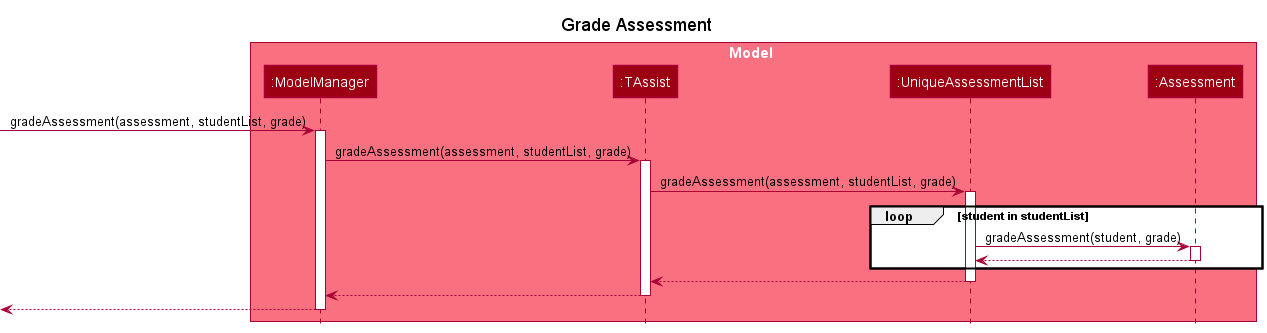 Grade Assessment
Model
:ModelManager
:TAssist
:UniqueAssessmentList
:Assessment
gradeAssessment(assessment, studentList, grade)
gradeAssessment(assessment, studentList, grade)
gradeAssessment(assessment, studentList, grade)
loop
[student in studentList]
gradeAssessment(student, grade)